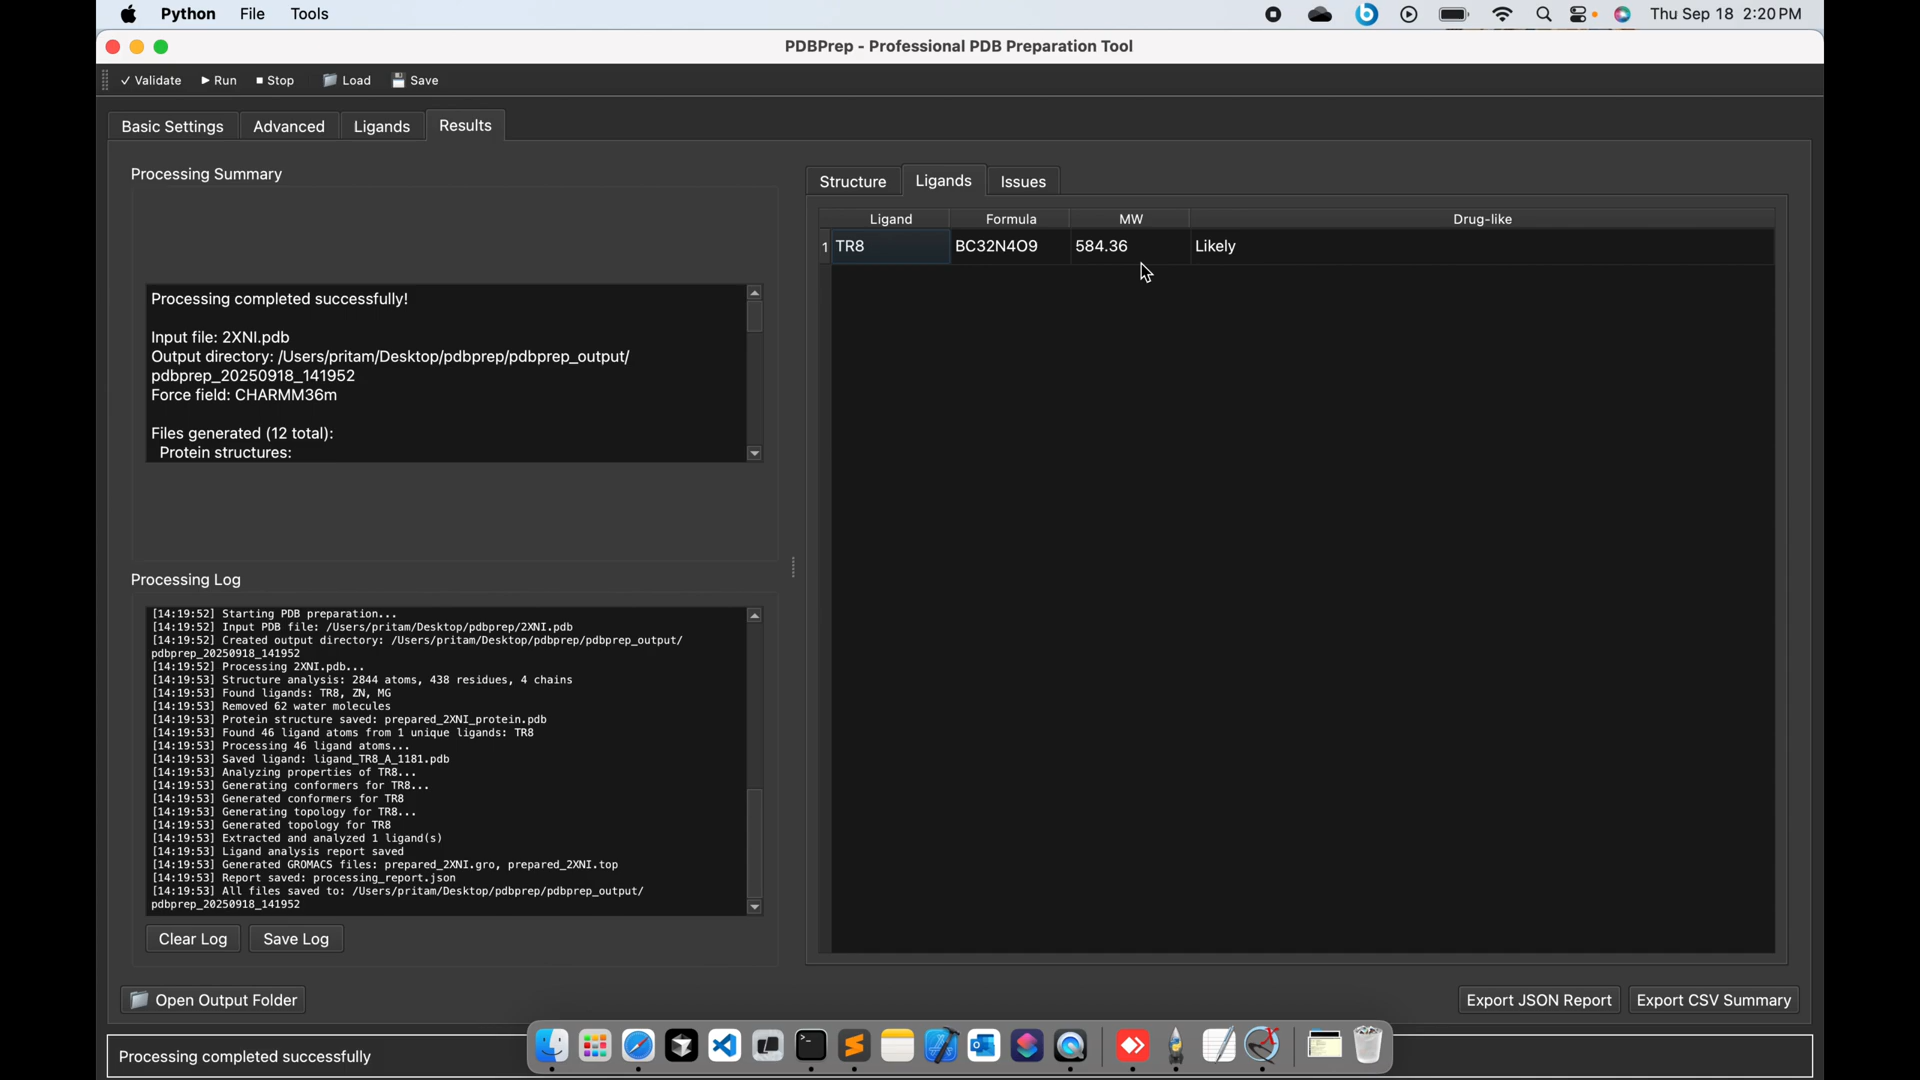 Python File Tools Thu Sep 18 2:20 PM
PDBPrep - Professional PDB Preparation Tool
✓ Validate ▶ Run ■ Stop Load Save
Basic Settings Advanced Ligands Results
Processing Summary
Processing completed successfully!
Input file: 2XNI.pdb
Output directory: /Users/pritam/Desktop/pdbprep/pdbprep_output/
pdbprep_20250918_141952
Force field: CHARMM36m
Files generated (12 total):
Protein structures:
Processing Log
[14:19:52] Starting PDB preparation...
[14:19:52] Input PDB file: /Users/pritam/Desktop/pdbprep/2XNI.pdb
[14:19:52] Created output directory: /Users/pritam/Desktop/pdbprep/pdbprep_output/
pdbprep_20250918_141952
[14:19:52] Processing 2XNI.pdb...
[14:19:53] Structure analysis: 2844 atoms, 438 residues, 4 chains
[14:19:53] Found ligands: TR8, ZN, MG
[14:19:53] Removed 62 water molecules
[14:19:53] Protein structure saved: prepared_2XNI_protein.pdb
[14:19:53] Found 46 ligand atoms from 1 unique ligands: TR8
[14:19:53] Processing 46 ligand atoms...
[14:19:53] Saved ligand: ligand_TR8_A_1181.pdb
[14:19:53] Analyzing properties of TR8...
[14:19:53] Generating conformers for TR8...
[14:19:53] Generated conformers for TR8
[14:19:53] Generating topology for TR8...
[14:19:53] Generated topology for TR8
[14:19:53] Extracted and analyzed 1 ligand(s)
[14:19:53] Ligand analysis report saved
[14:19:53] Generated GROMACS files: prepared_2XNI.gro, prepared_2XNI.top
[14:19:53] Report saved: processing_report.json
[14:19:53] All files saved to: /Users/pritam/Desktop/pdbprep/pdbprep_output/
pdbprep_20250918_141952
Clear Log Save Log
Structure Ligands Issues
Ligand Formula MW Drug-like
1 TR8 BC32N4O9 584.36 Likely
Open Output Folder Export JSON Report Export CSV Summary
Processing completed successfully